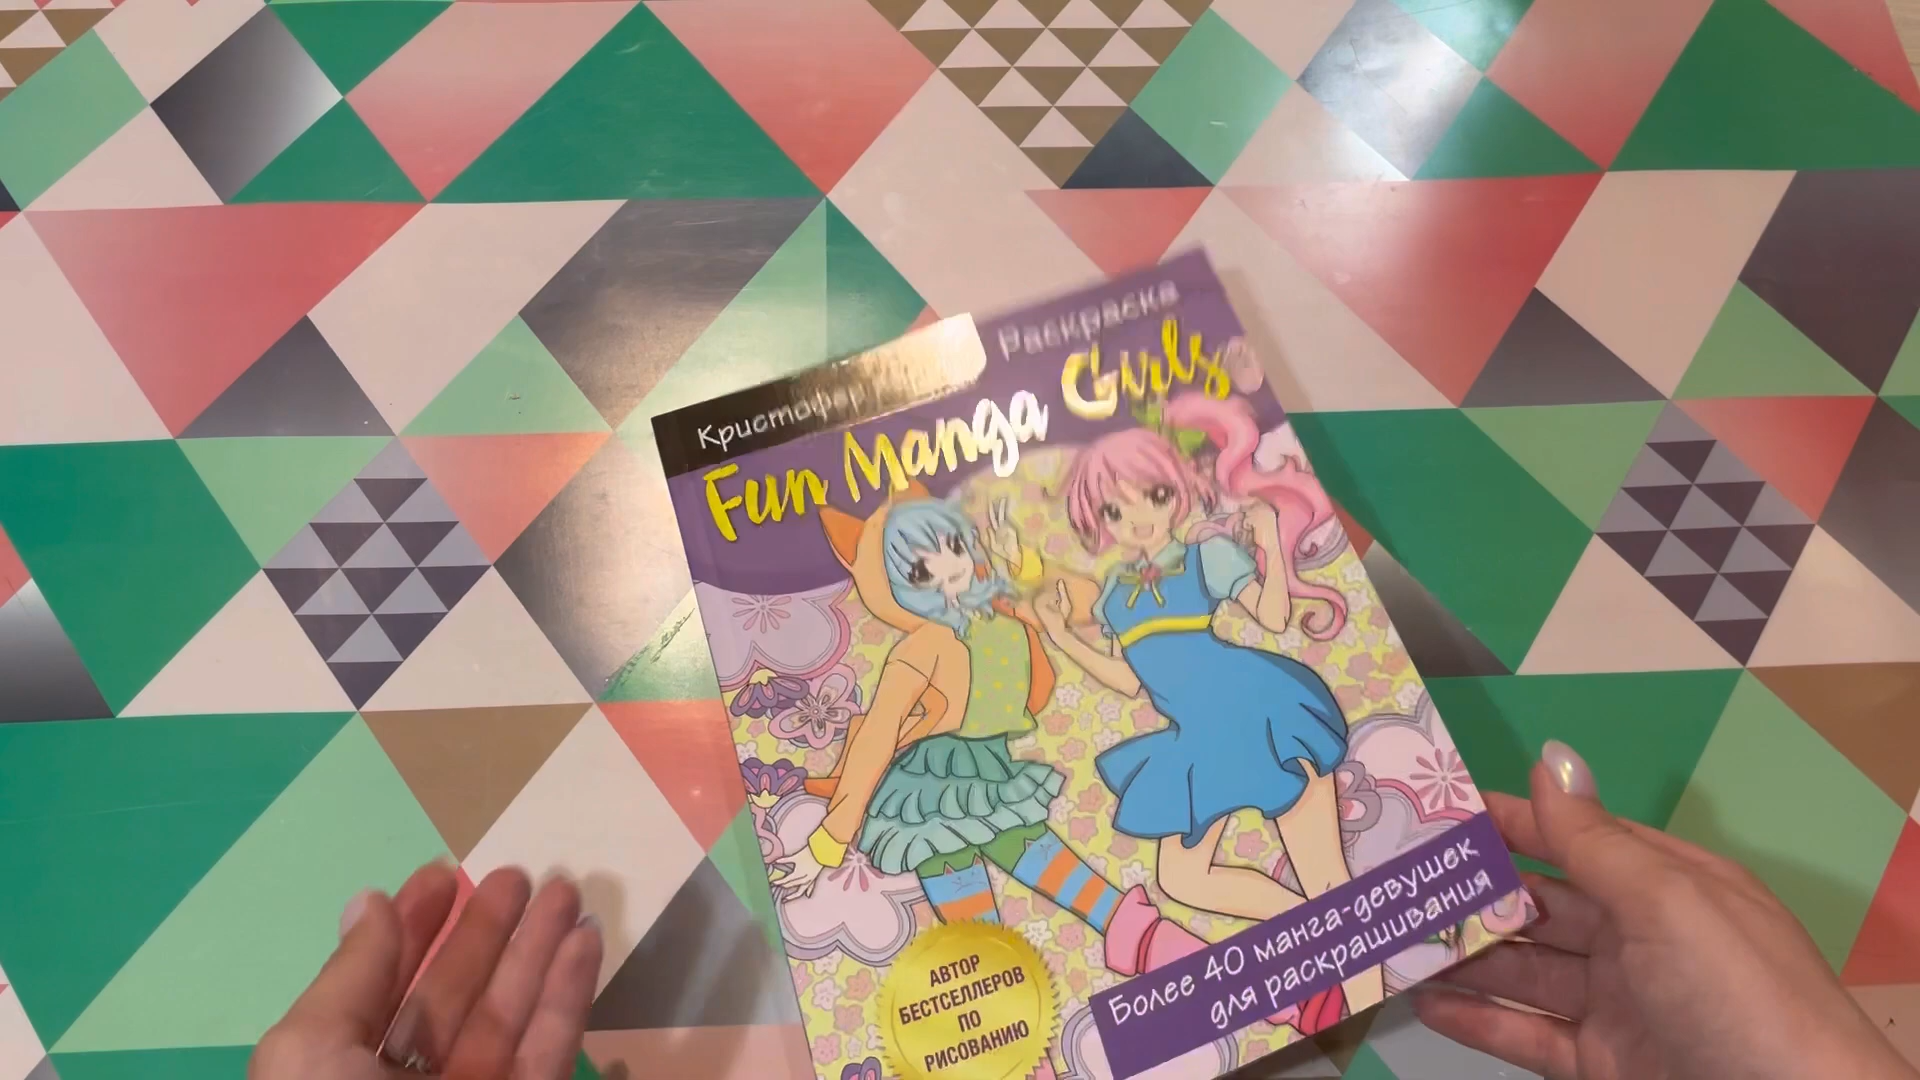 Кристофер
Раскраска
Fun Manga Girls
АВТОР
БЕСТСЕЛЛЕРОВ
ПО
РИСОВАНИЮ
Более 40 манга-девушек
для раскрашивания